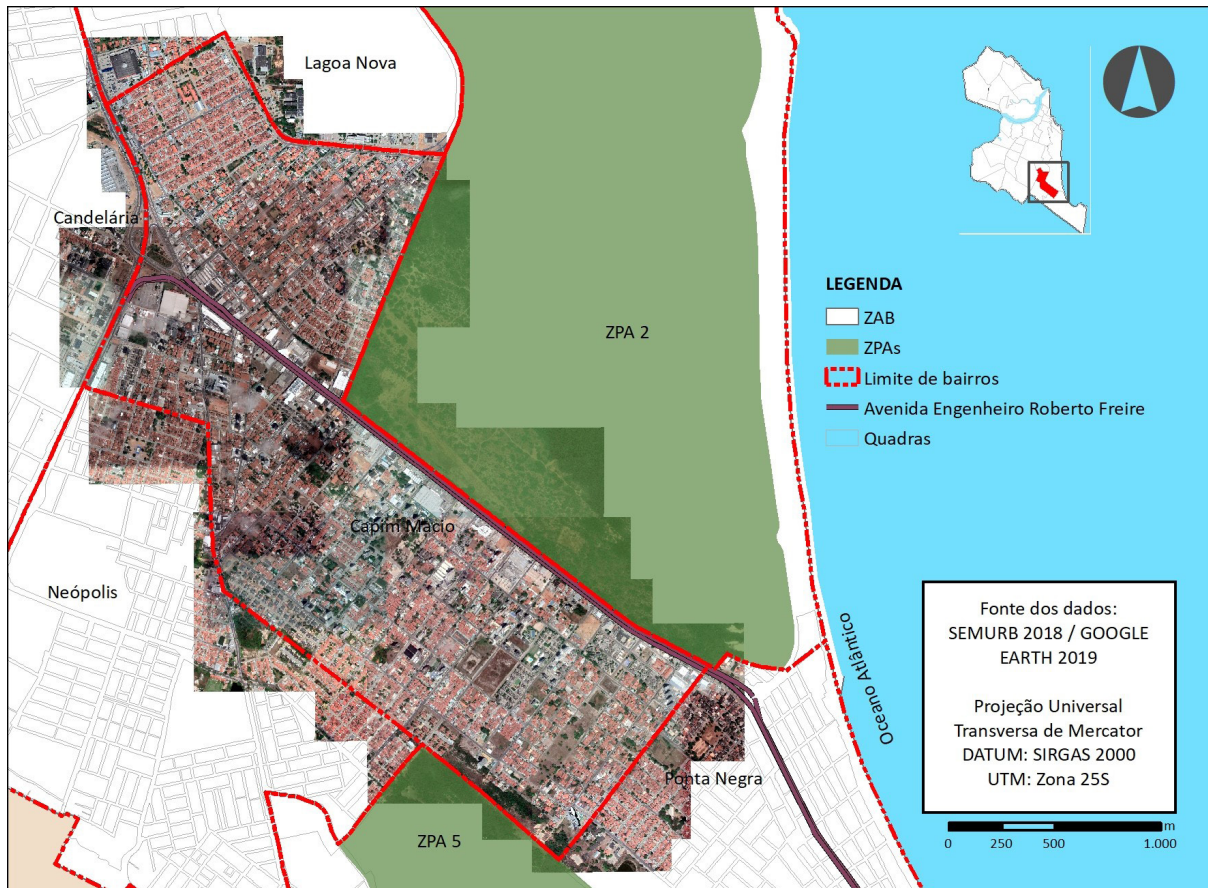 Lagoa Nova
Candelária
ZPA 2
LEGENDA
ZAB
ZPAs
Limite de bairros
Avenida Engenheiro Roberto Freire
Quadras
Capim Macio
Neópolis
Oceano Atlântico
Ponta Negra
ZPA 5
Fonte dos dados:
SEMURB 2018 / GOOGLE
EARTH 2019
Projeção Universal
Transversa de Mercator
DATUM: SIRGAS 2000
UTM: Zona 25S
m
0 250 500 1.000